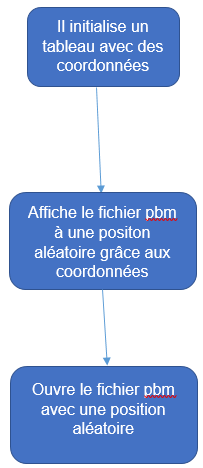 Il initialise un
tableau avec des
coordonnées
Affiche le fichier pbm
à une positon
aléatoire grâce aux
coordonnées
Ouvre le fichier pbm
avec une position
aléatoire